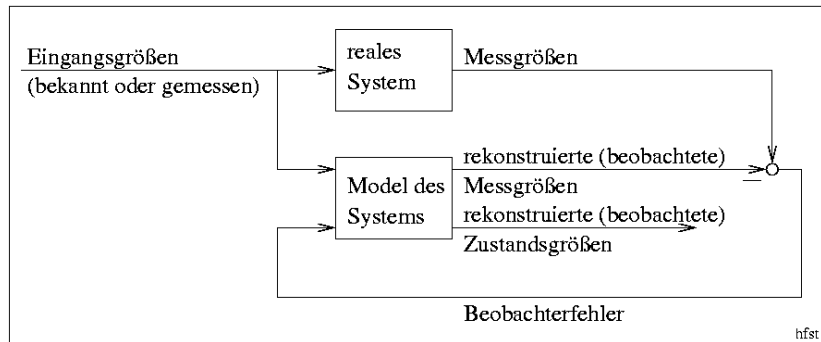 Eingangsgrößen
(bekannt oder gemessen)
reales
System
Messgrößen
Model des
Systems
rekonstruierte (beobachtete)
Messgrößen
rekonstruierte (beobachtete)
Zustandsgrößen
Beobachterfehler
hfst